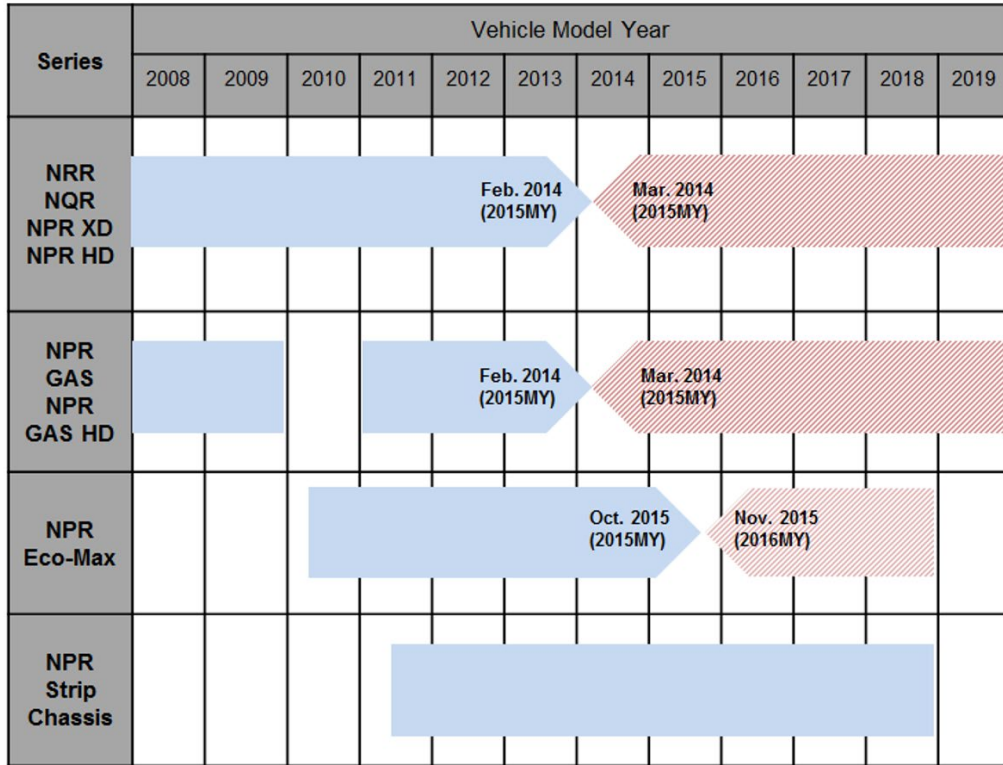 Series
Vehicle Model Year
2008 2009 2010 2011 2012 2013 2014 2015 2016 2017 2018 2019
NRR
NQR
NPR XD
NPR HD
Feb. 2014
(2015MY)
Mar. 2014
(2015MY)
NPR
GAS
NPR
GAS HD
Feb. 2014
(2015MY)
Mar. 2014
(2015MY)
NPR
Eco-Max
Oct. 2015
(2015MY)
Nov. 2015
(2016MY)
NPR
Strip
Chassis